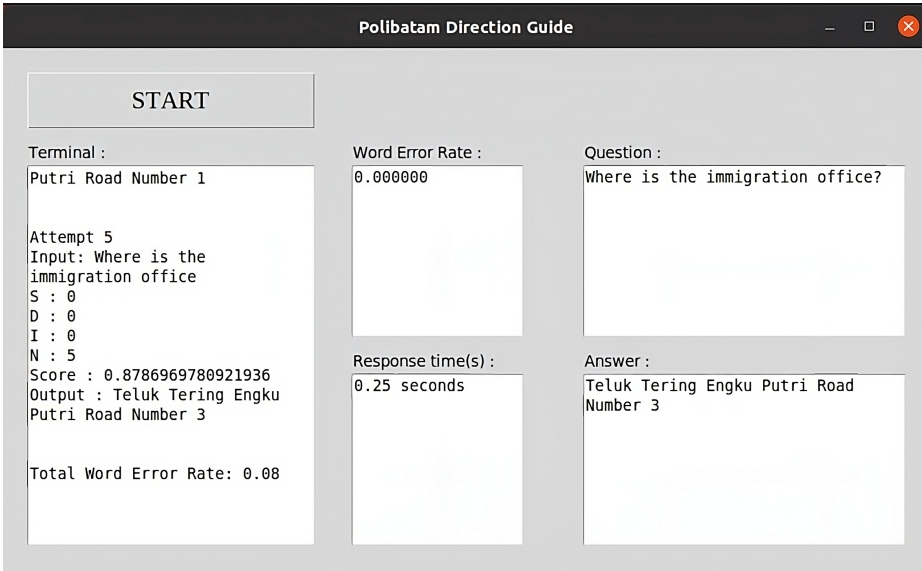 Polibatam Direction Guide
START
Terminal :
Putri Road Number 1
Attempt 5
Input: Where is the
immigration office
S : 0
D : 0
I : 0
N : 5
Score : 0.8786969780921936
Output : Teluk Tering Engku
Putri Road Number 3
Total Word Error Rate: 0.08
Word Error Rate :
0.000000
Response time(s) :
0.25 seconds
Question :
Where is the immigration office?
Answer :
Teluk Tering Engku Putri Road
Number 3